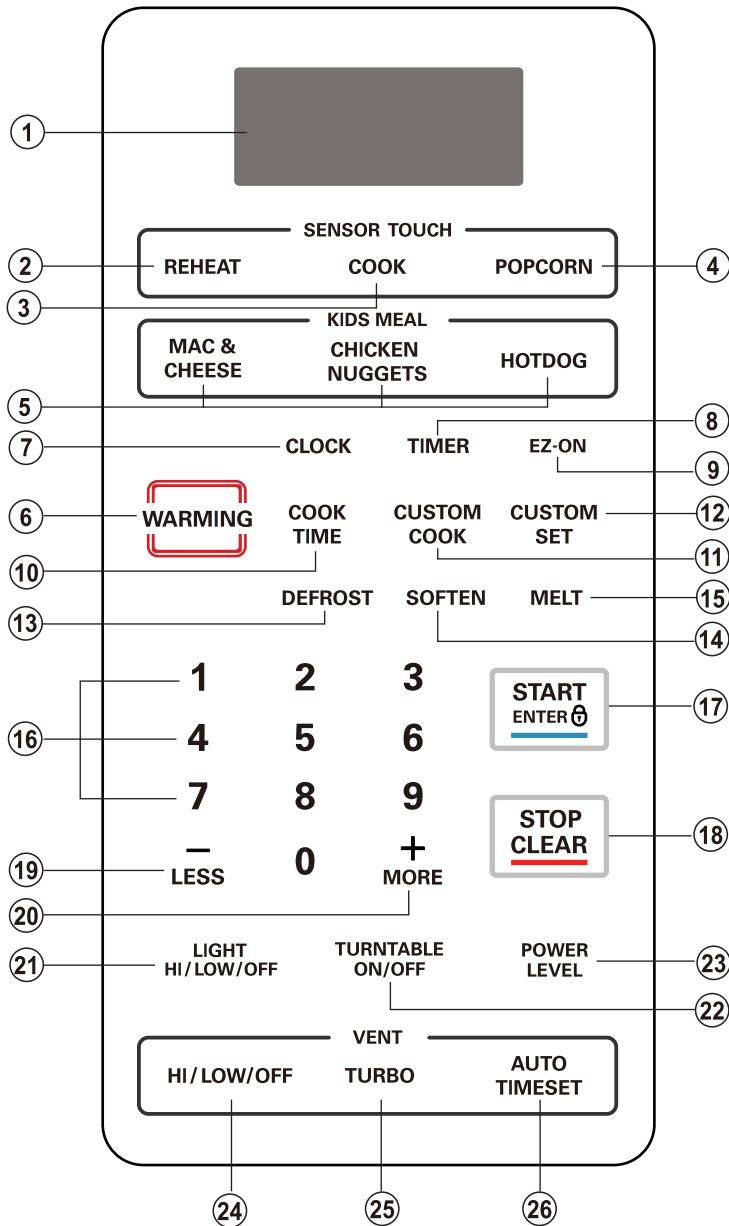 1
SENSOR TOUCH
2
REHEAT
COOK
POPCORN
4
3
KIDS MEAL
MAC &
CHEESE
CHICKEN
NUGGETS
HOTDOG
5
8
7
CLOCK
TIMER
EZ-ON
9
6
WARMING
COOK
TIME
CUSTOM
COOK
CUSTOM
SET
12
10
11
DEFROST
SOFTEN
MELT
15
13
14
1 2 3
START
ENTER
17
16
4 5 6
7 8 9
STOP
CLEAR
18
19
−
LESS
0
+
MORE
20
21
LIGHT
HI/LOW/OFF
TURNTABLE
ON/OFF
POWER
LEVEL
23
22
VENT
HI/LOW/OFF
TURBO
AUTO
TIMESET
24
25
26